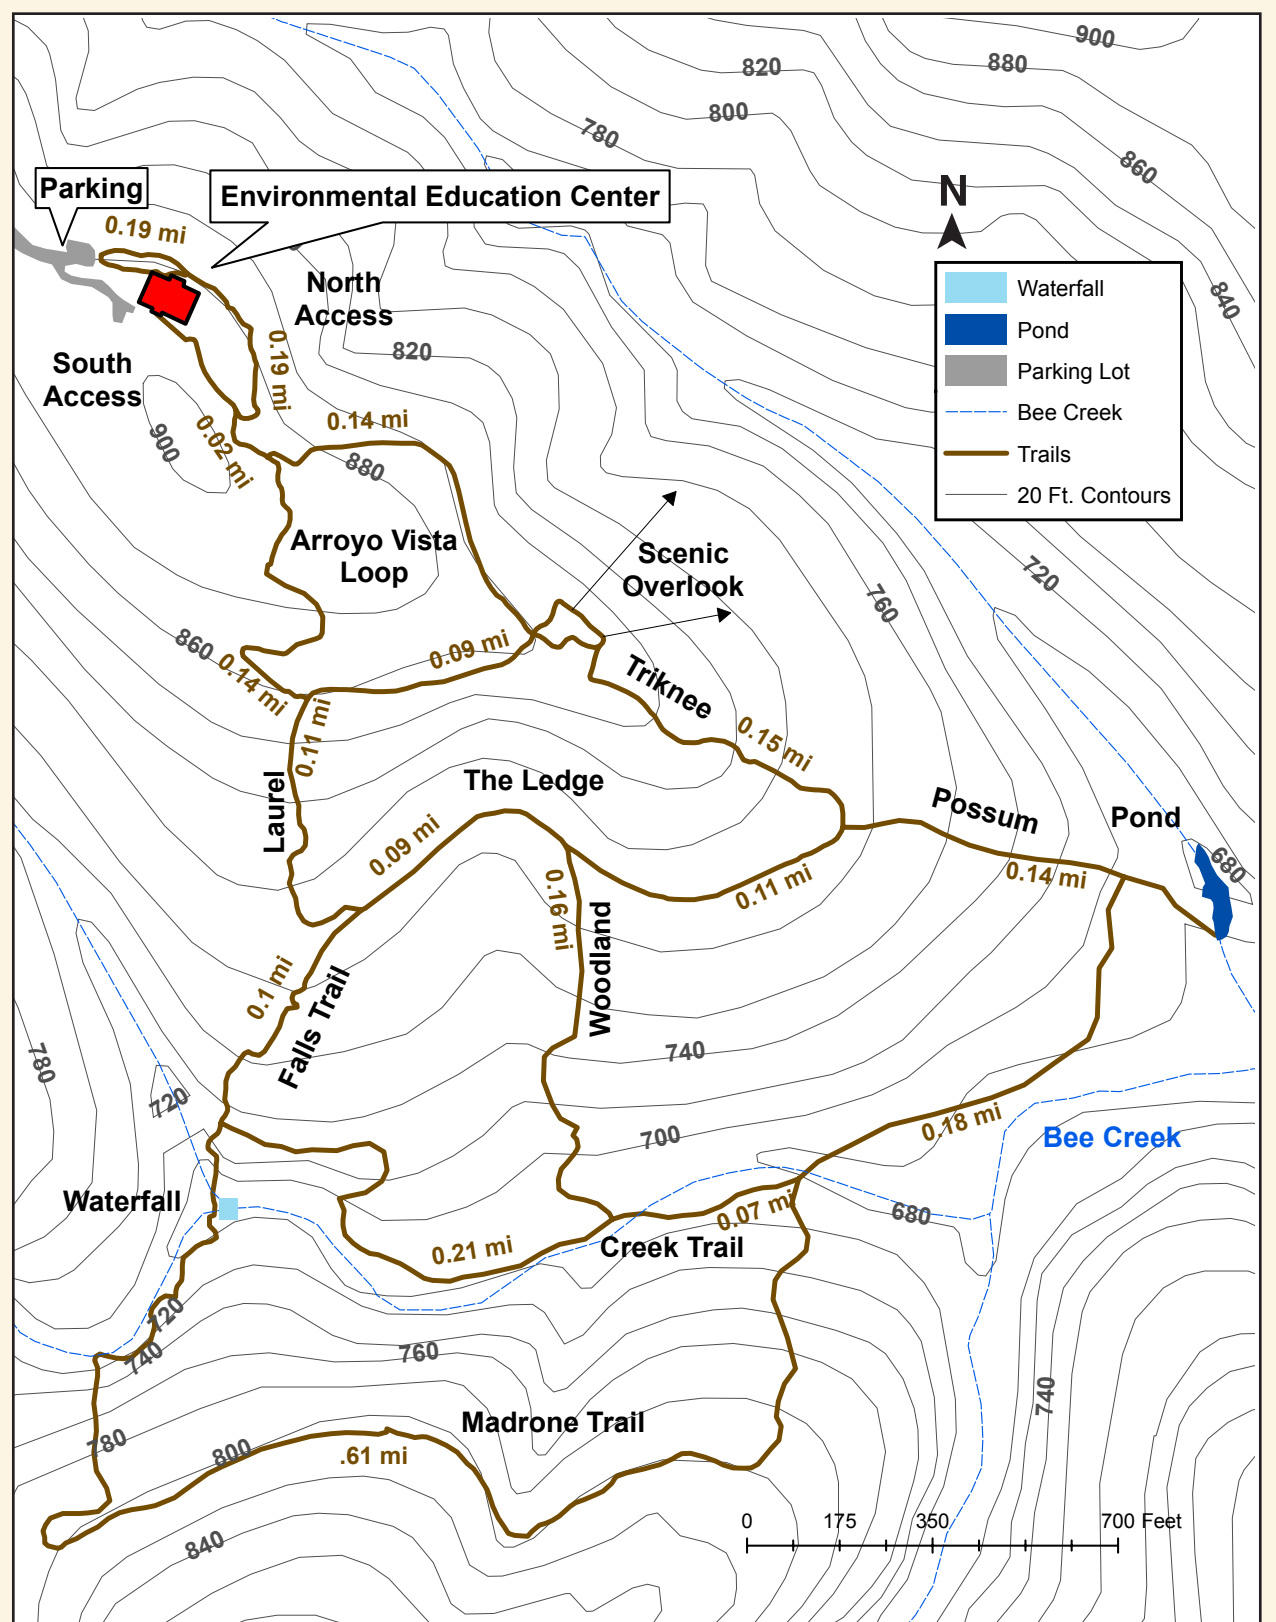 900
820
880
800
780
860
Parking
Environmental Education Center
N
0.19 mi
North
Access
840
Waterfall
Pond
Parking Lot
Bee Creek
Trails
20 Ft. Contours
South
Access
0.19 mi
820
0.14 mi
900
0.02 mi
880
Arroyo Vista
Loop
Scenic
Overlook
720
760
860
0.14 mi
0.09 mi
Triknee
0.11 mi
0.15 mi
Laurel
The Ledge
Possum
Pond
0.09 mi
680
0.16 mi
0.11 mi
0.14 mi
Woodland
0.1 mi
Falls Trail
780
740
720
700
0.18 mi
Bee Creek
Waterfall
0.07 mi
680
0.21 mi
Creek Trail
720
740
760
740
Madrone Trail
780
800
.61 mi
0
175
350
700 Feet
840